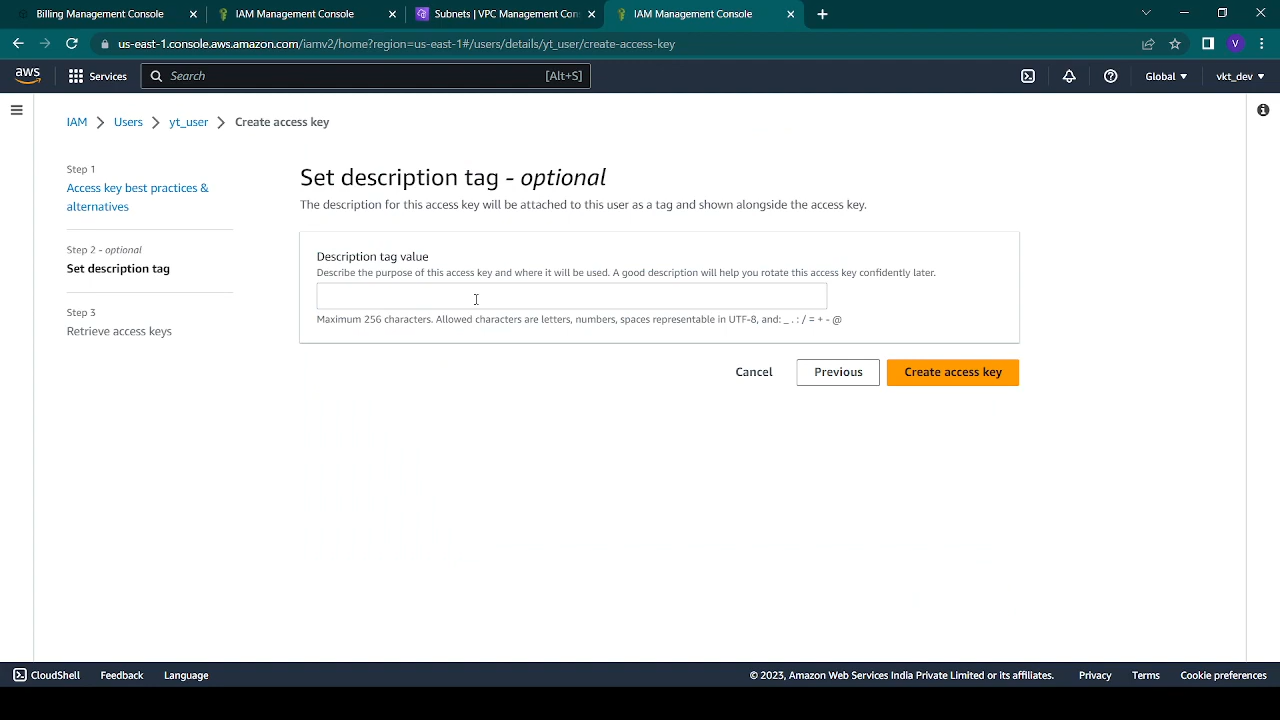 Billing Management Console
IAM Management Console
Subnets | VPC Management Con
IAM Management Console
us-east-1.console.aws.amazon.com/iamv2/home?region=us-east-1#/users/details/yt_user/create-access-key
V
aws
Services
Search
[Alt+S]
Global
vkt_dev
IAM
Users
yt_user
Create access key
Step 1
Access key best practices &
alternatives
Step 2 - optional
Set description tag
Step 3
Retrieve access keys
Set description tag - optional
The description for this access key will be attached to this user as a tag and shown alongside the access key.
Description tag value
Describe the purpose of this access key and where it will be used. A good description will help you rotate this access key confidently later.
Maximum 256 characters. Allowed characters are letters, numbers, spaces representable in UTF-8, and: _ . : / = + - @
Cancel
Previous
Create access key
CloudShell
Feedback
Language
© 2023, Amazon Web Services India Private Limited or its affiliates.
Privacy
Terms
Cookie preferences